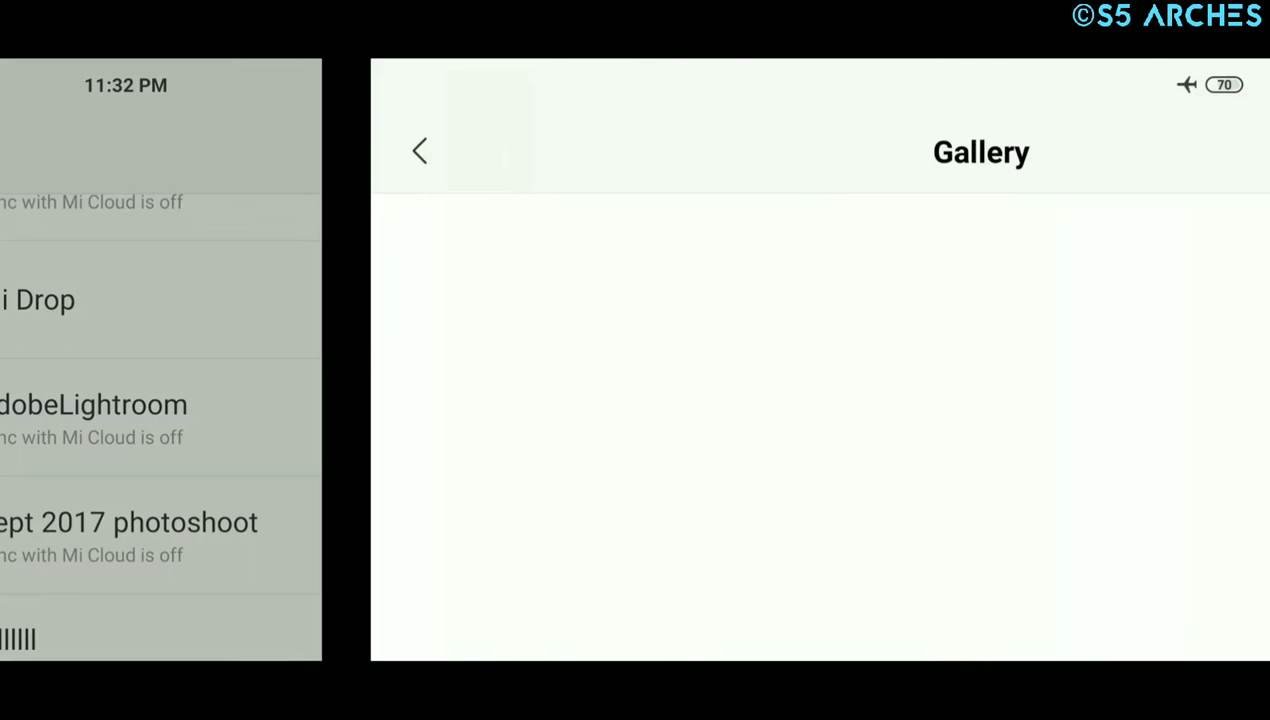 ©S5 ARCHES
11:32 PM
nc with Mi Cloud is off
i Drop
dobeLightroom
nc with Mi Cloud is off
ept 2017 photoshoot
nc with Mi Cloud is off
70
Gallery